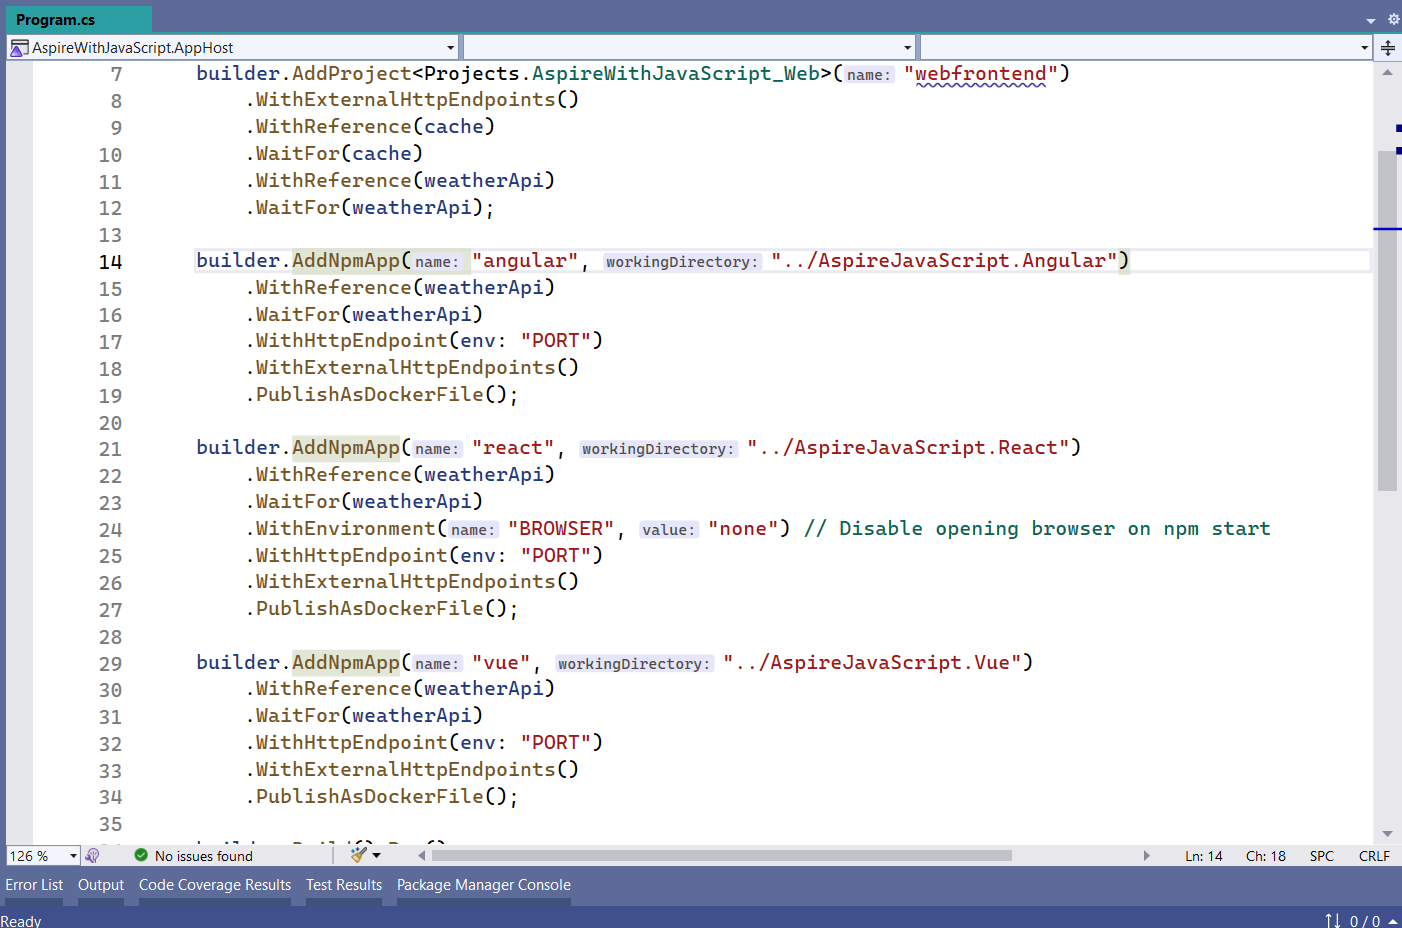 Program.cs
AspireWithJavaScript.AppHost
7 builder.AddProject<Projects.AspireWithJavaScript_Web>(name: "webfrontend")
8 .WithExternalHttpEndpoints()
9 .WithReference(cache)
10 .WaitFor(cache)
11 .WithReference(weatherApi)
12 .WaitFor(weatherApi);
13
14 builder.AddNpmApp(name: "angular", workingDirectory: "../AspireJavaScript.Angular")
15 .WithReference(weatherApi)
16 .WaitFor(weatherApi)
17 .WithHttpEndpoint(env: "PORT")
18 .WithExternalHttpEndpoints()
19 .PublishAsDockerFile();
20
21 builder.AddNpmApp(name: "react", workingDirectory: "../AspireJavaScript.React")
22 .WithReference(weatherApi)
23 .WaitFor(weatherApi)
24 .WithEnvironment(name: "BROWSER", value: "none") // Disable opening browser on npm start
25 .WithHttpEndpoint(env: "PORT")
26 .WithExternalHttpEndpoints()
27 .PublishAsDockerFile();
28
29 builder.AddNpmApp(name: "vue", workingDirectory: "../AspireJavaScript.Vue")
30 .WithReference(weatherApi)
31 .WaitFor(weatherApi)
32 .WithHttpEndpoint(env: "PORT")
33 .WithExternalHttpEndpoints()
34 .PublishAsDockerFile();
35
126 % No issues found Ln: 14 Ch: 18 SPC CRLF
Error List Output Code Coverage Results Test Results Package Manager Console
Ready 0 / 0